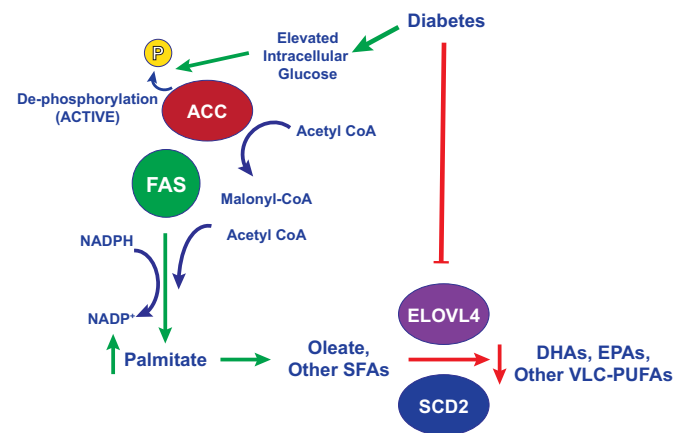 Diabetes
Elevated
Intracellular
Glucose
P
De-phosphorylation
(ACTIVE)
ACC
Acetyl CoA
FAS
Malonyl-CoA
Acetyl CoA
NADPH
NADP⁺
ELOVL4
Palmitate
Oleate,
Other SFAs
DHAs, EPAs,
Other VLC-PUFAs
SCD2